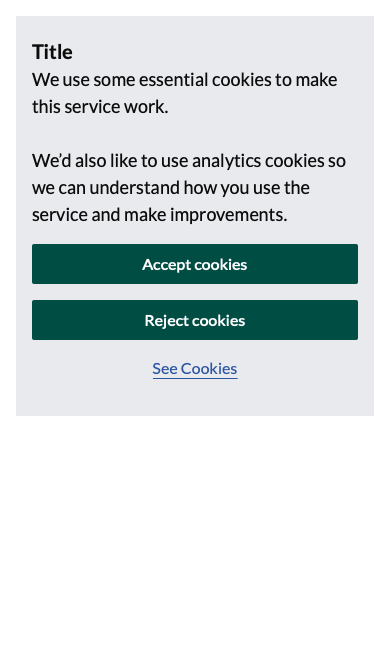 Title
We use some essential cookies to make
this service work.
We’d also like to use analytics cookies so
we can understand how you use the
service and make improvements.
Accept cookies
Reject cookies
See Cookies